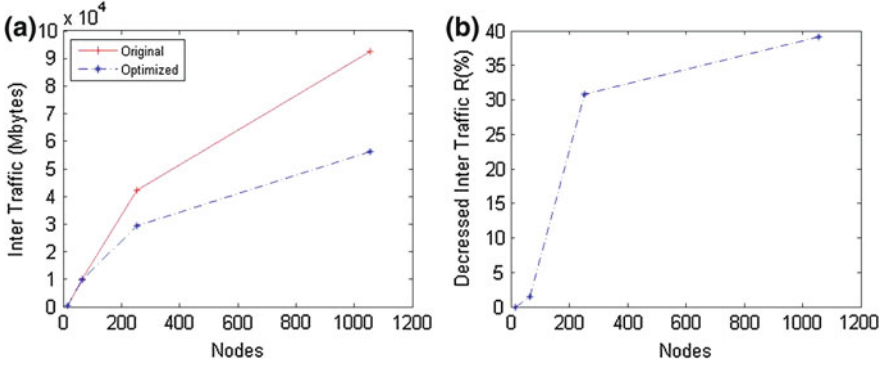 (a)
x 10^4
10
9
8
7
6
5
4
3
2
1
0
Inter Traffic (Mbytes)
Original
Optimized
0 200 400 600 800 1000 1200
Nodes
(b)
40
35
30
25
20
15
10
5
0
Decressed Inter Traffic R(%)
0 200 400 600 800 1000 1200
Nodes